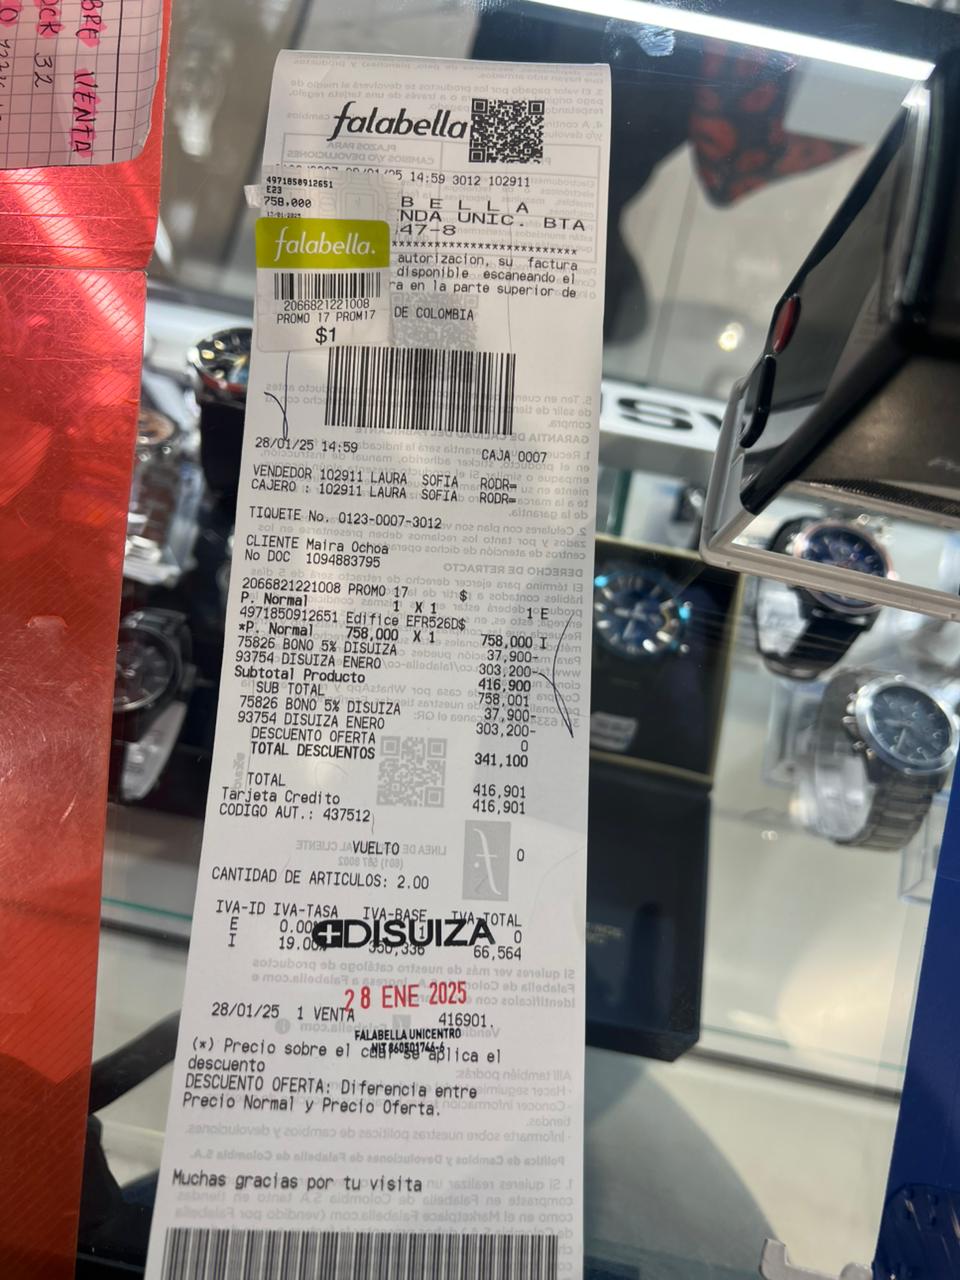 BRE VENTA
32
falabella
28/01/25 14:59 3012 102911
4971850912651
E23
758.000
BELLA
NDA UNIC. BTA
47-8
****************************
autorizacion, su factura
disponible escaneando el
ra en la parte superior de
DE COLOMBIA
falabella.
2066821221008
PROMO 17 PROM17
$1
28/01/25 14:59 CAJA 0007
VENDEDOR 102911 LAURA SOFIA RODR=
CAJERO : 102911 LAURA SOFIA RODR=
TIQUETE No. 0123-0007-3012
CLIENTE Maira Ochoa
No DOC 1094883795
2066821221008 PROMO 17 $
P. Normal 1 X 1 1 E
4971850912651 Edifice EFR526D$
*P. Normal 758,000 X 1 758,000 I
75826 BONO 5% DISUIZA 37,900-
93754 DISUIZA ENERO 303,200-
Subtotal Producto 416,900
SUB TOTAL 758,001
75826 BONO 5% DISUIZA 37,900-
93754 DISUIZA ENERO 303,200-
DESCUENTO OFERTA 0
TOTAL DESCUENTOS 341,100
TOTAL 416,901
Tarjeta Credito 416,901
CODIGO AUT.: 437512
VUELTO 0
CANTIDAD DE ARTICULOS: 2.00
IVA-ID IVA-TASA IVA-BASE IVA-TOTAL
E 0.00% 0
I 19.00% 350,336 66,564
DISUIZA
28 ENE 2025
28/01/25 1 VENTA 416901.
FALABELLA UNICENTRO
NIT 860501746-6
(*) Precio sobre el cual se aplica el
descuento
DESCUENTO OFERTA: Diferencia entre
Precio Normal y Precio Oferta.
Muchas gracias por tu visita